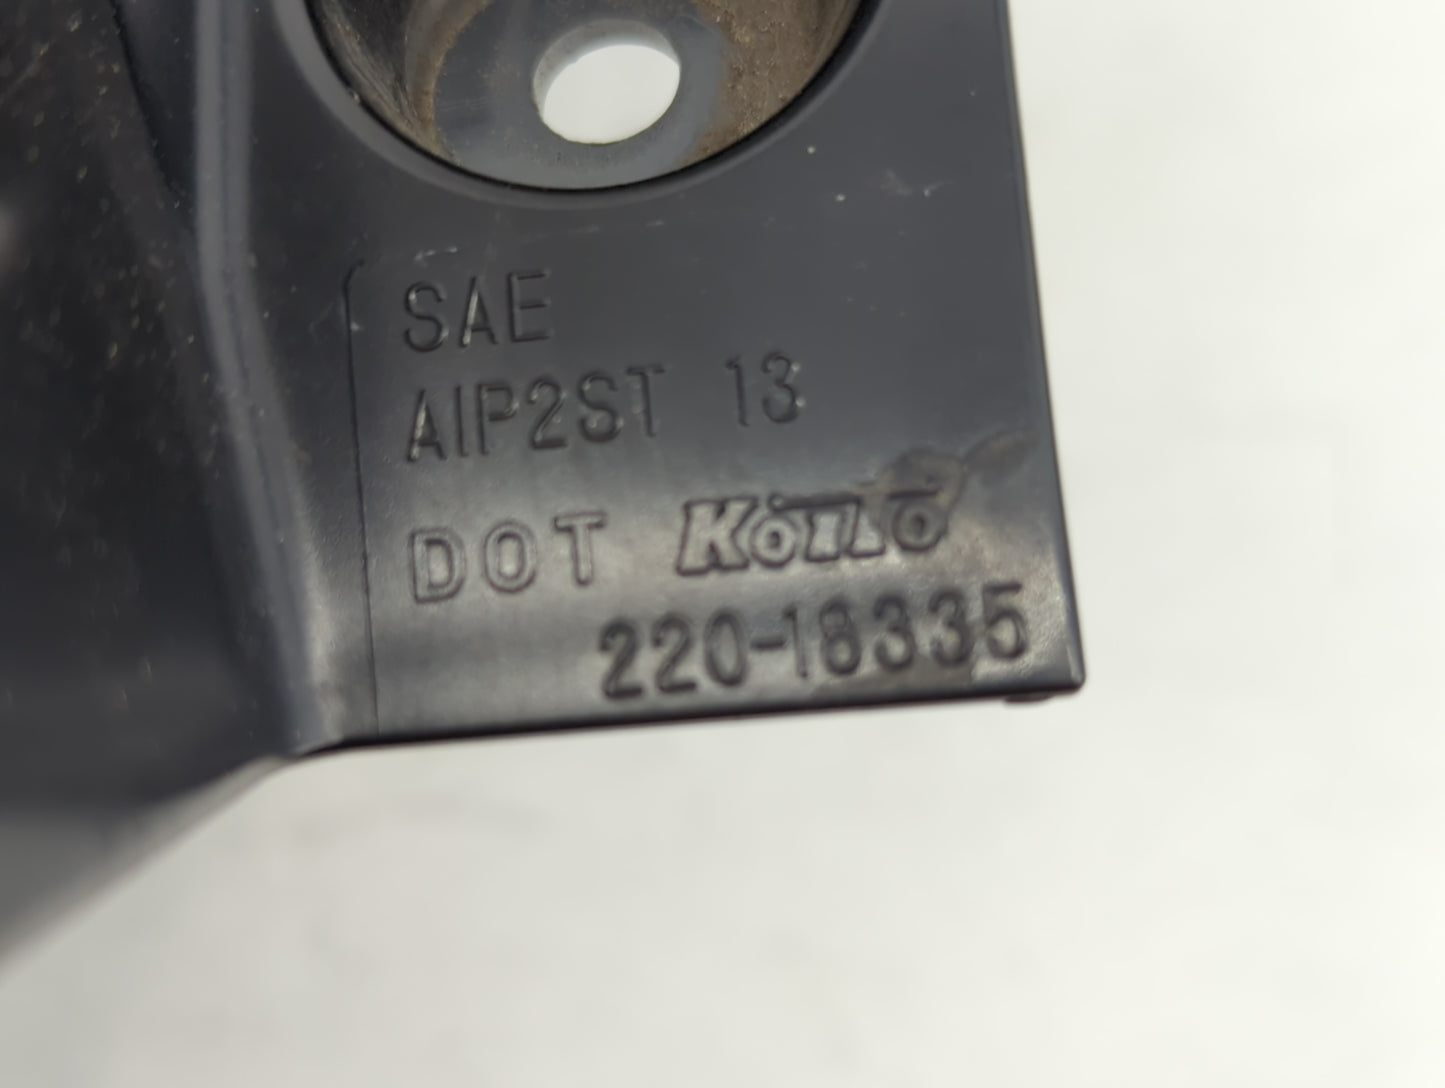 SAE
AIP2ST 13
DOT KOITO
220-18335